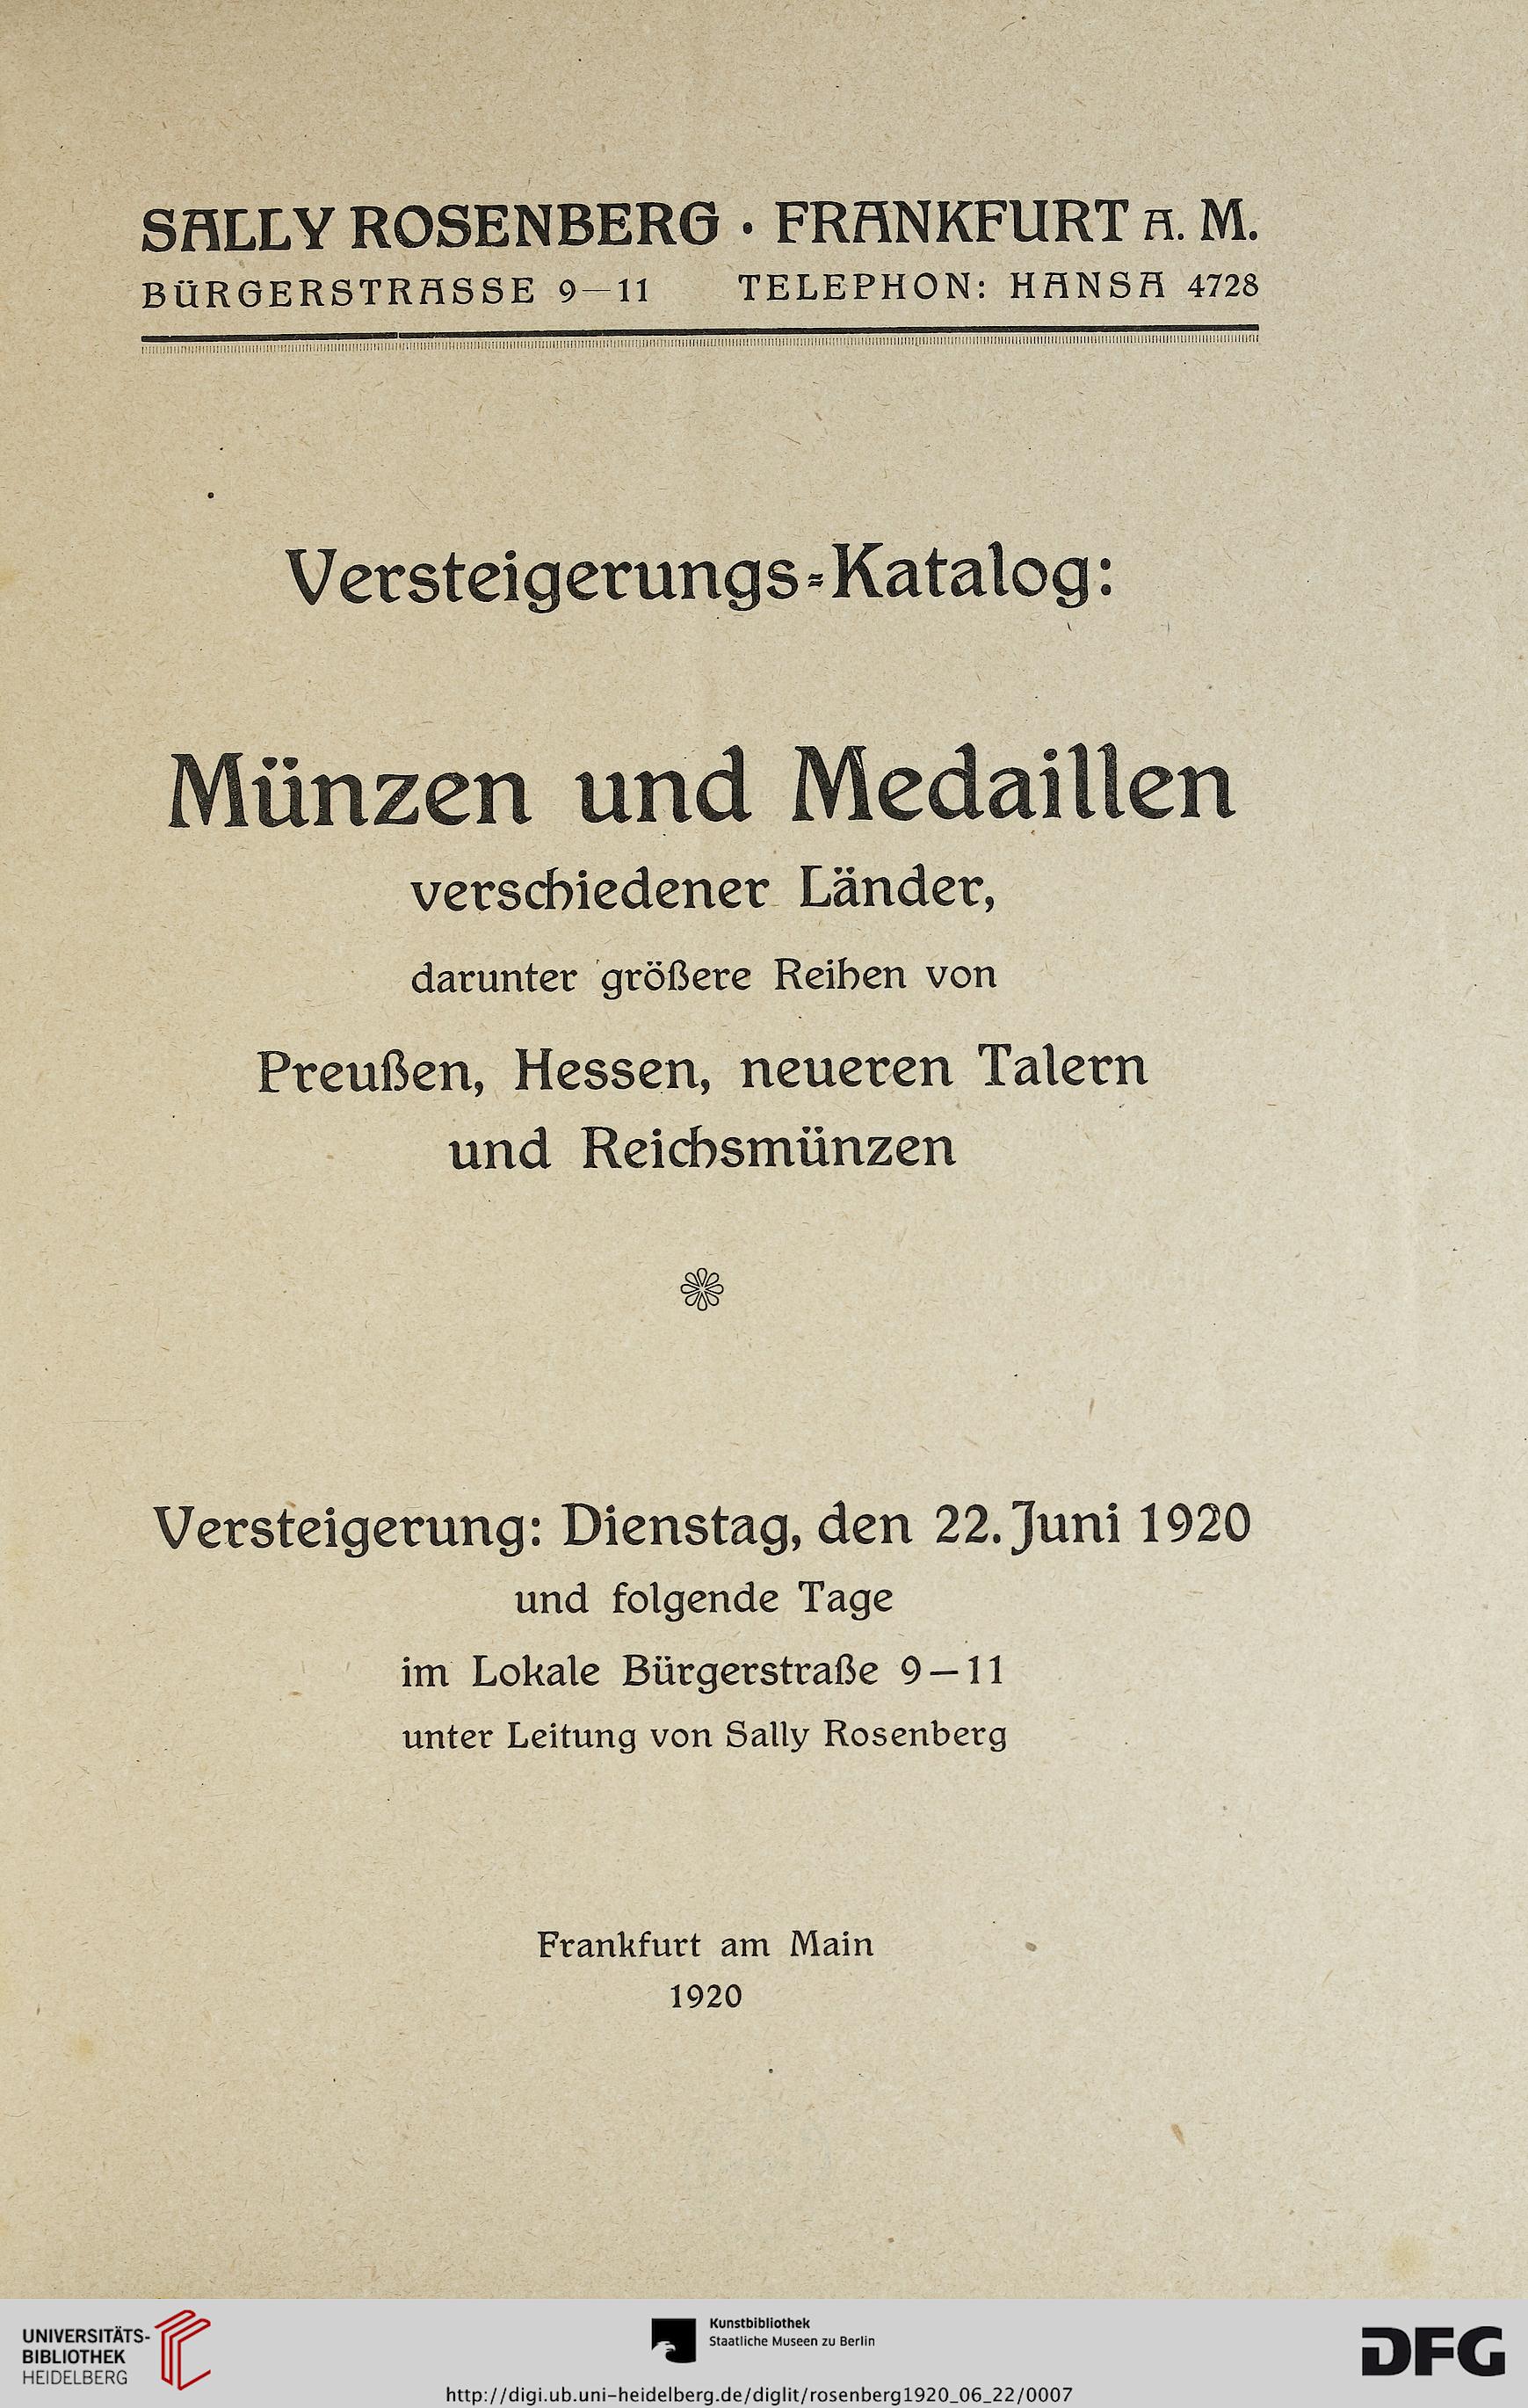 SALLY ROSENBERG · FRANKFURT A. M.
BÜRGERSTRASSE 9—11 TELEPHON: HANSA 4728
Versteigerungs-Katalog:
Münzen und Medaillen
verschiedener Länder,
darunter größere Reihen von
Preußen, Hessen, neueren Talern
und Reichsmünzen
Versteigerung: Dienstag, den 22. Juni 1920
und folgende Tage
im Lokale Bürgerstraße 9—11
unter Leitung von Sally Rosenberg
Frankfurt am Main
1920
UNIVERSITÄTS-
BIBLIOTHEK
HEIDELBERG
Kunstbibliothek
Staatliche Museen zu Berlin
DFG
http://digi.ub.uni-heidelberg.de/diglit/rosenberg1920_06_22/0007